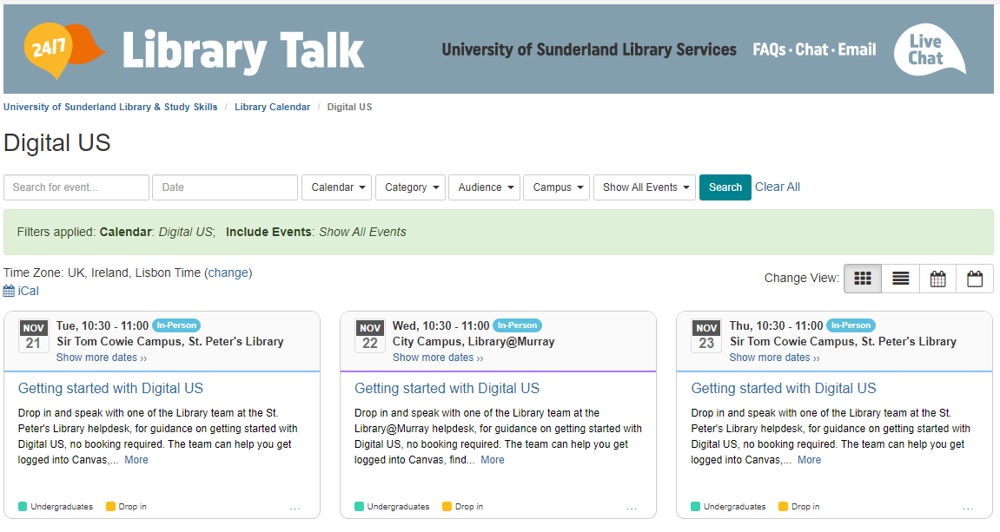 24/7 Library Talk University of Sunderland Library Services FAQs · Chat · Email Live Chat
University of Sunderland Library & Study Skills / Library Calendar / Digital US
Digital US
Search for event... Date Calendar Category Audience Campus Show All Events Search Clear All
Filters applied: Calendar: Digital US; Include Events: Show All Events
Time Zone: UK, Ireland, Lisbon Time (change)
iCal
Change View:
NOV 21
Tue, 10:30 - 11:00 In-Person
Sir Tom Cowie Campus, St. Peter's Library
Show more dates ››
Getting started with Digital US
Drop in and speak with one of the Library team at the St.
Peter's Library helpdesk, for guidance on getting started with
Digital US, no booking required. The team can help you get
logged into Canvas,... More
Undergraduates Drop in ...
NOV 22
Wed, 10:30 - 11:00 In-Person
City Campus, Library@Murray
Show more dates ››
Getting started with Digital US
Drop in and speak with one of the Library team at the
Library@Murray helpdesk, for guidance on getting started with
Digital US, no booking required. The team can help you get
logged into Canvas, find... More
Undergraduates Drop in ...
NOV 23
Thu, 10:30 - 11:00 In-Person
Sir Tom Cowie Campus, St. Peter's Library
Show more dates ››
Getting started with Digital US
Drop in and speak with one of the Library team at the St.
Peter's Library helpdesk, for guidance on getting started with
Digital US, no booking required. The team can help you get
logged into Canvas,... More
Undergraduates Drop in ...